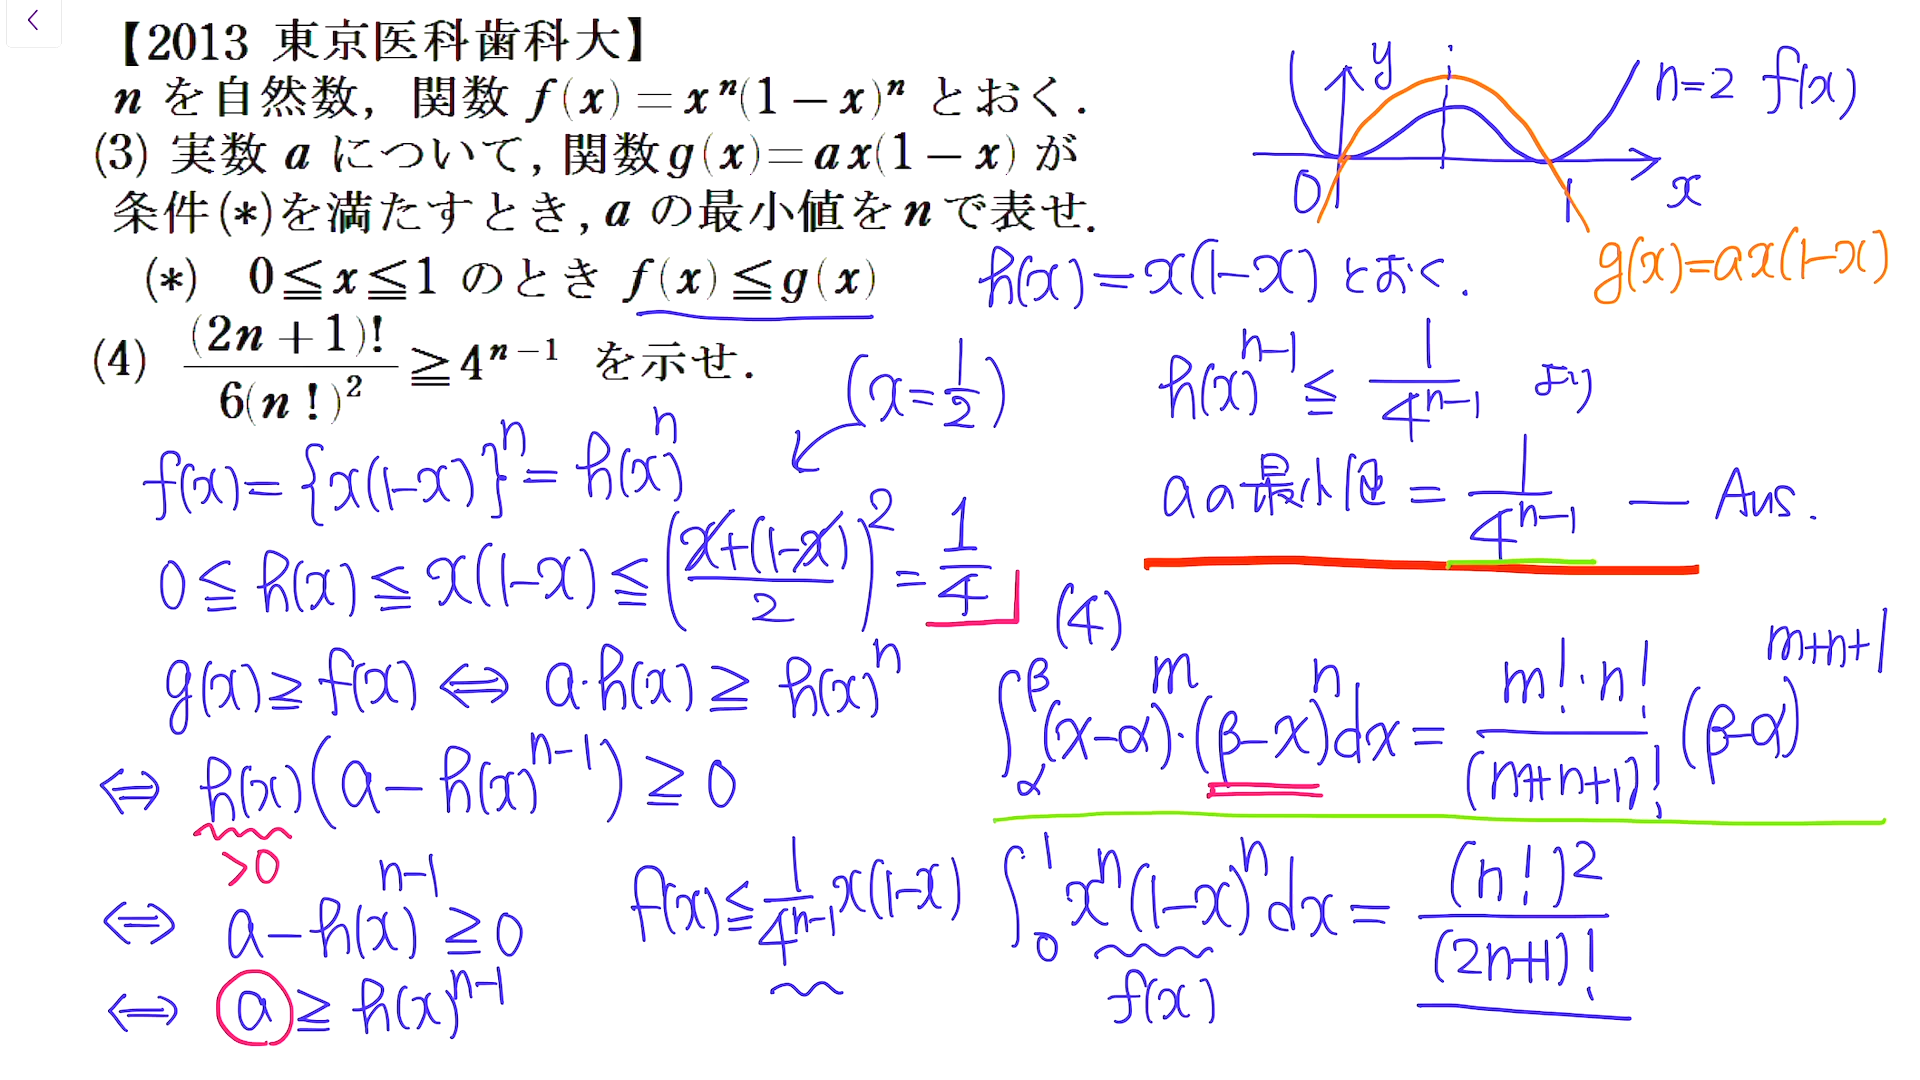 【2013 東京医科歯科大】
n を自然数, 関数 f(x)=xⁿ(1−x)ⁿ とおく.
(3) 実数 a について, 関数g(x)=ax(1−x) が
条件(*)を満たすとき, a の最小値をnで表せ.
(*) 0≦x≦1 のとき f(x)≦g(x)
(4) (2n+1)!/6(n!)² ≧4ⁿ⁻¹ を示せ.
f(x)={x(1-x)}ⁿ=h(x)ⁿ
(x=1/2)
0≦h(x)≦x(1-x)≦((x+(1-x))/2)²=1/4
g(x)≧f(x)⇔a·h(x)≧h(x)ⁿ
⇔h(x)(a-h(x)ⁿ⁻¹)≧0
>0
⇔a-h(x)ⁿ⁻¹≧0
⇔a≧h(x)ⁿ⁻¹
y
n=2 f(x)
0 1 x
g(x)=ax(1-x)
h(x)=x(1-x) とおく.
h(x)ⁿ⁻¹≦1/4ⁿ⁻¹ より
aの最小値=1/4ⁿ⁻¹ — Ans.
(4)
∫_α^β (x-α)^m·(β-x)^n dx=m!·n!/(m+n+1)! (β-α)^{m+n+1}
f(x)≦1/4ⁿ⁻¹ x(1-x)
∫_0^1 xⁿ(1-x)ⁿdx=(n!)²/(2n+1)!
f(x)